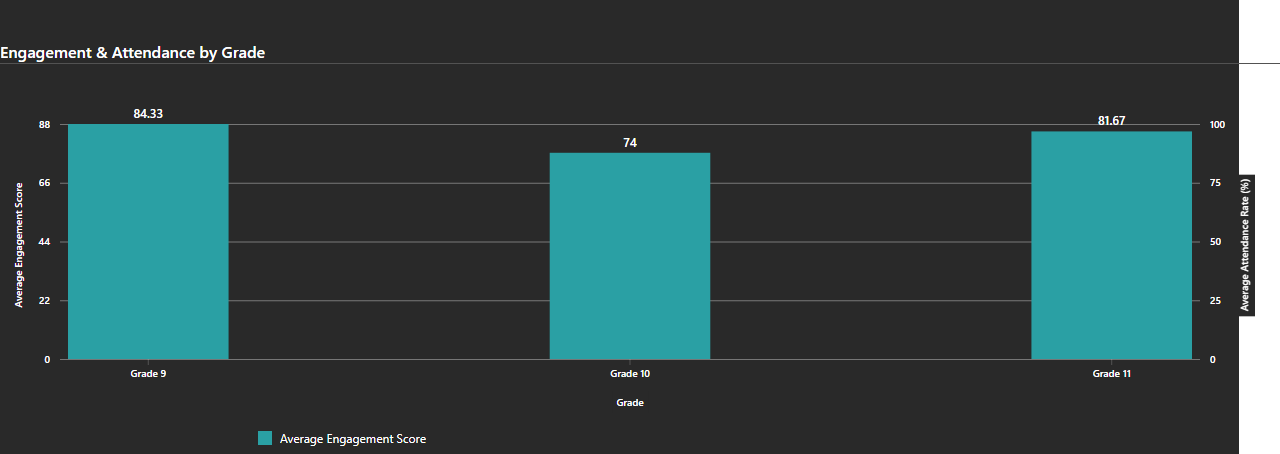 Engagement & Attendance by Grade
84.33
74
81.67
88
66
44
22
0
Average Engagement Score
100
75
50
25
0
Average Attendance Rate (%)
Grade 9
Grade 10
Grade 11
Grade
Average Engagement Score